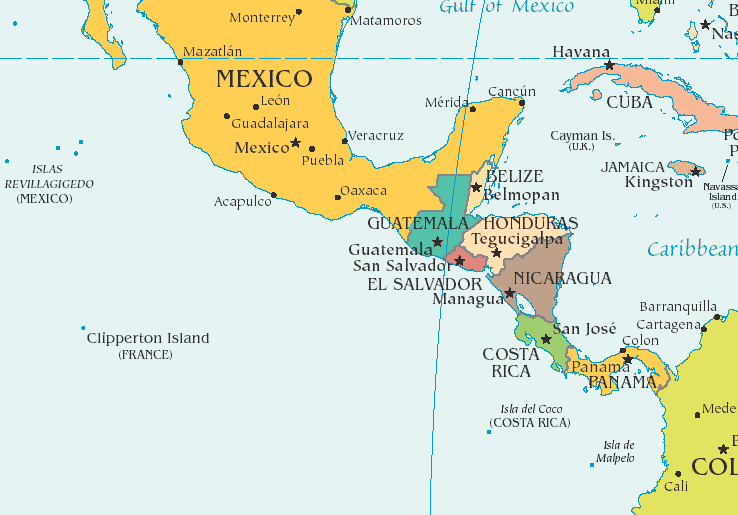 Gulf of Mexico
Miami
Monterrey
Matamoros
Mazatlán
Havana
MEXICO
León
Mérida
Cancún
CUBA
Guadalajara
Veracruz
Cayman Is.
(U.K.)
Mexico
Puebla
ISLAS
REVILLAGIGEDO
(MEXICO)
BELIZE
JAMAICA
Kingston
Navassa
Island
(U.S.)
Oaxaca
Belmopan
Acapulco
GUATEMALA
HONDURAS
Tegucigalpa
Guatemala
Caribbean
San Salvador
EL SALVADOR
NICARAGUA
Managua
Barranquilla
Cartagena
San José
Colon
Clipperton Island
(FRANCE)
COSTA
RICA
Panama
PANAMA
Isla del Coco
(COSTA RICA)
Mede
Isla de
Malpelo
B
COL
Cali